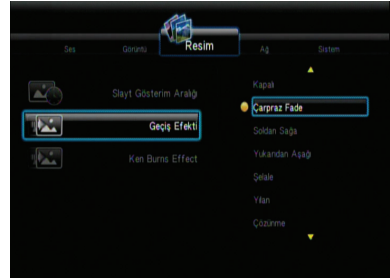 Ses Görüntü Resim Ağ Sistem
Slayt Gösterim Aralığı
Geçiş Efekti
Ken Burns Effect
Kapalı
Çarpraz Fade
Soldan Sağa
Yukarıdan Aşağı
Şelale
Yılan
Çözünme